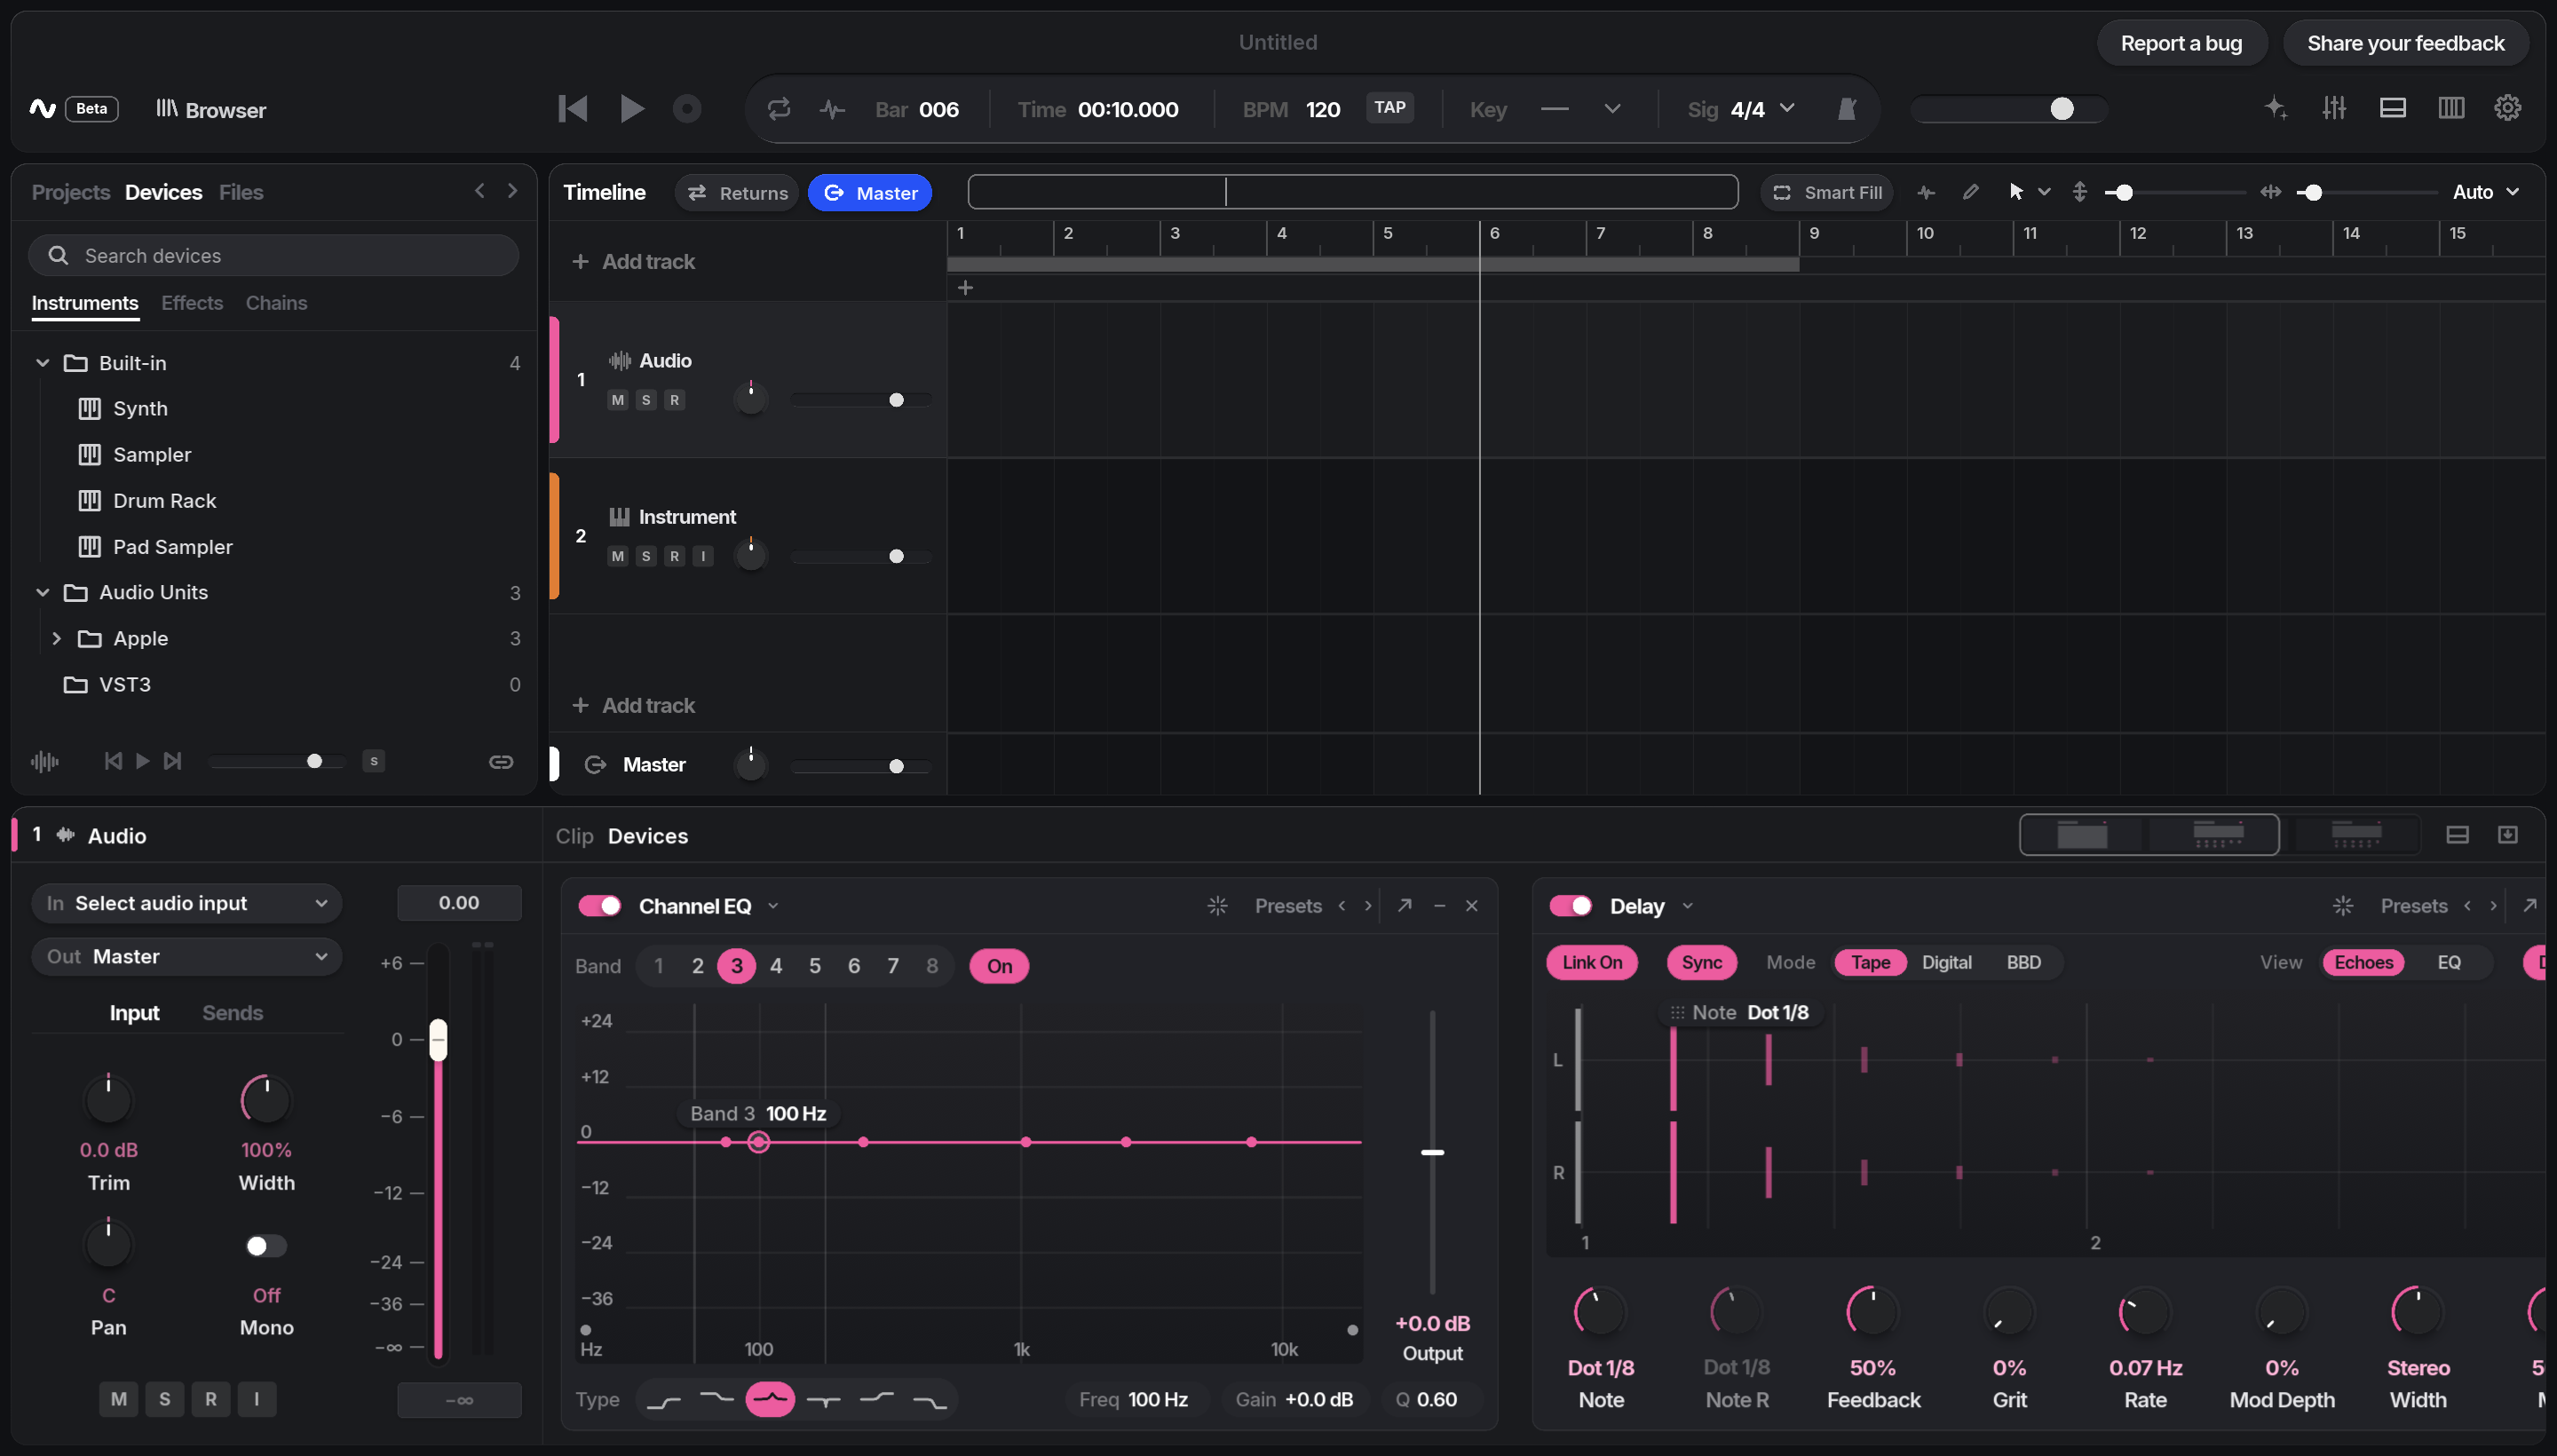 Untitled
Report a bug
Share your feedback
Beta
Browser
Bar 006
Time 00:10.000
BPM 120 TAP
Key —
Sig 4/4
Projects Devices Files
Timeline
Returns
Master
Smart Fill
Auto
Search devices
Instruments Effects Chains
Built-in 4
Synth
Sampler
Drum Rack
Pad Sampler
Audio Units 3
Apple 3
VST3 0
S
+ Add track
1 2 3 4 5 6 7 8 9 10 11 12 13 14 15
+
1 Audio
M S R
2 Instrument
M S R I
+ Add track
Master
1 Audio
Clip Devices
In Select audio input
0.00
Out Master
Input Sends
0.0 dB
Trim
100%
Width
C
Pan
Off
Mono
+6
0
−6
−12
−24
−36
−∞
M S R I
−∞
Channel EQ
Presets
Band 1 2 3 4 5 6 7 8 On
+24
+12
0
−12
−24
−36
Band 3 100 Hz
Hz 100 1k 10k
+0.0 dB
Output
Type
Freq 100 Hz
Gain +0.0 dB
Q 0.60
Delay
Presets
Link On
Sync
Mode Tape Digital BBD
View Echoes EQ
Note Dot 1/8
L
R
1 2
Dot 1/8
Note
Dot 1/8
Note R
50%
Feedback
0%
Grit
0.07 Hz
Rate
0%
Mod Depth
Stereo
Width